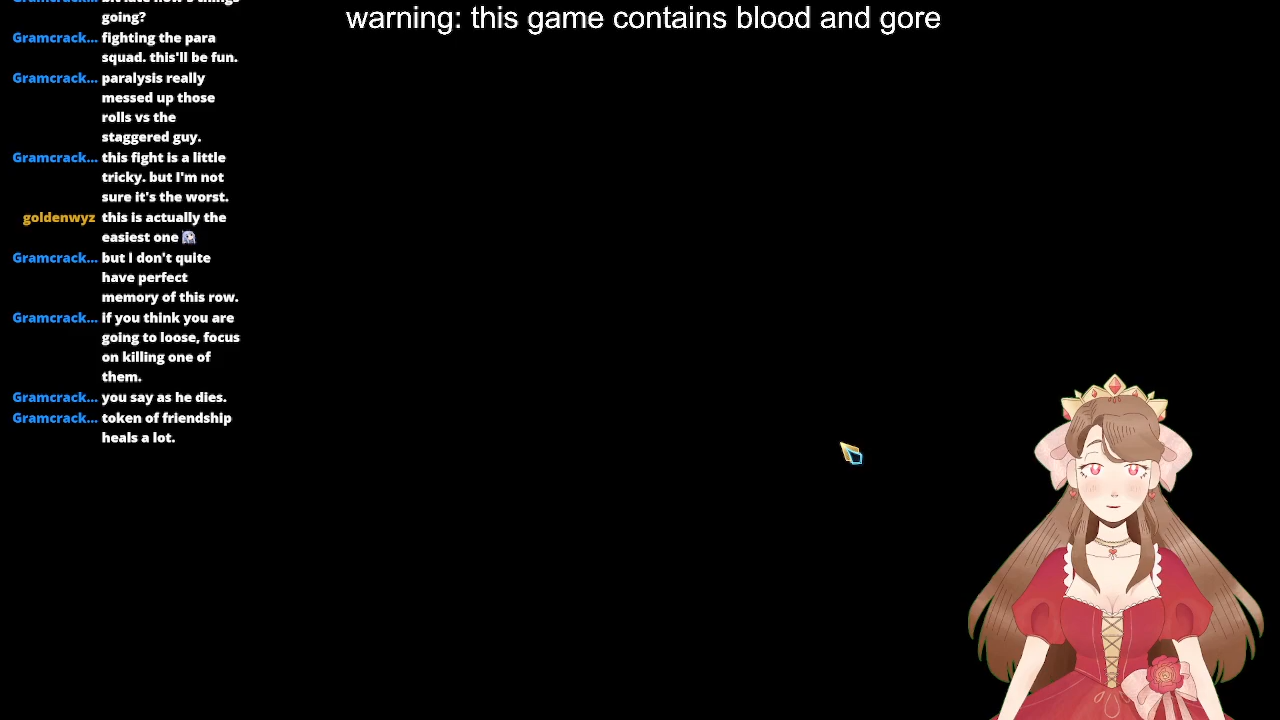 warning: this game contains blood and gore
going?
Gramcrack... fighting the para
squad. this'll be fun.
Gramcrack... paralysis really
messed up those
rolls vs the
staggered guy.
Gramcrack... this fight is a little
tricky. but I'm not
sure it's the worst.
goldenwyz this is actually the
easiest one
Gramcrack... but I don't quite
have perfect
memory of this row.
Gramcrack... if you think you are
going to loose, focus
on killing one of
them.
Gramcrack... you say as he dies.
Gramcrack... token of friendship
heals a lot.